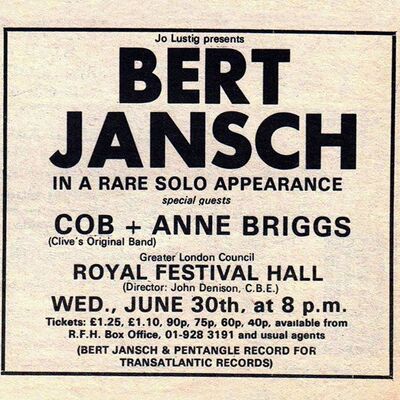 Jo Lustig presents
BERT
JANSCH
IN A RARE SOLO APPEARANCE
special guests
COB + ANNE BRIGGS
(Clive's Original Band)
Greater London Council
ROYAL FESTIVAL HALL
(Director: John Denison, C.B.E.)
WED., JUNE 30th, at 8 p.m.
Tickets: £1.25, £1.10, 90p, 75p, 60p, 40p, available from
R.F.H. Box Office, 01-928 3191 and usual agents
(BERT JANSCH & PENTANGLE RECORD FOR
TRANSATLANTIC RECORDS)